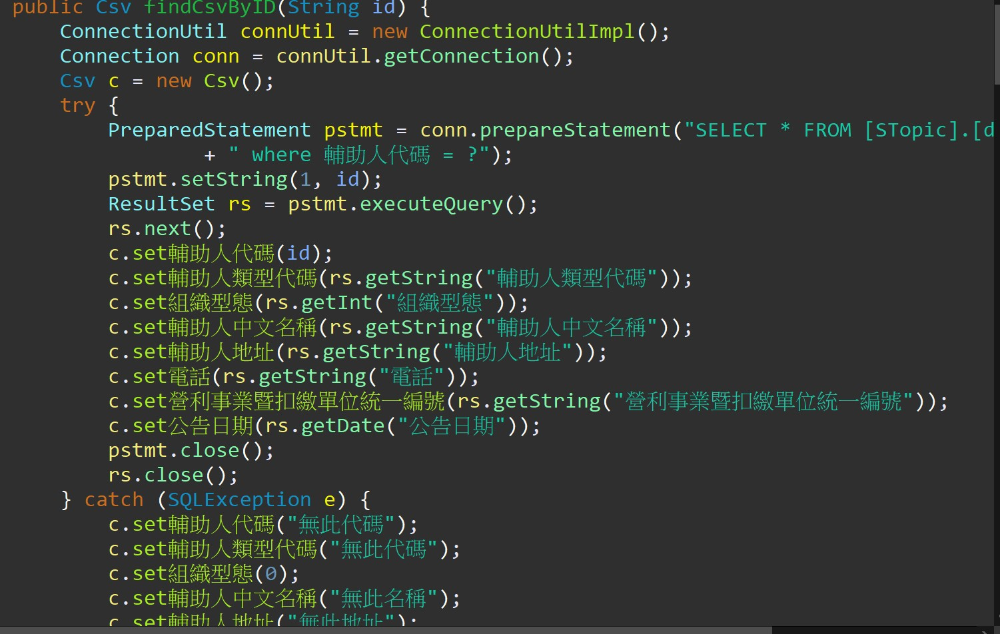 public Csv findCsvByID(String id) {
ConnectionUtil connUtil = new ConnectionUtilImpl();
Connection conn = connUtil.getConnection();
Csv c = new Csv();
try {
PreparedStatement pstmt = conn.prepareStatement("SELECT * FROM [STopic].[d
+ " where 輔助人代碼 = ?");
pstmt.setString(1, id);
ResultSet rs = pstmt.executeQuery();
rs.next();
c.set輔助人代碼(id);
c.set輔助人類型代碼(rs.getString("輔助人類型代碼"));
c.set組織型態(rs.getInt("組織型態"));
c.set輔助人中文名稱(rs.getString("輔助人中文名稱"));
c.set輔助人地址(rs.getString("輔助人地址"));
c.set電話(rs.getString("電話"));
c.set營利事業暨扣繳單位統一編號(rs.getString("營利事業暨扣繳單位統一編號"));
c.set公告日期(rs.getDate("公告日期"));
pstmt.close();
rs.close();
} catch (SQLException e) {
c.set輔助人代碼("無此代碼");
c.set輔助人類型代碼("無此代碼");
c.set組織型態(0);
c.set輔助人中文名稱("無此名稱");
c.set輔助人地址("無此地址");